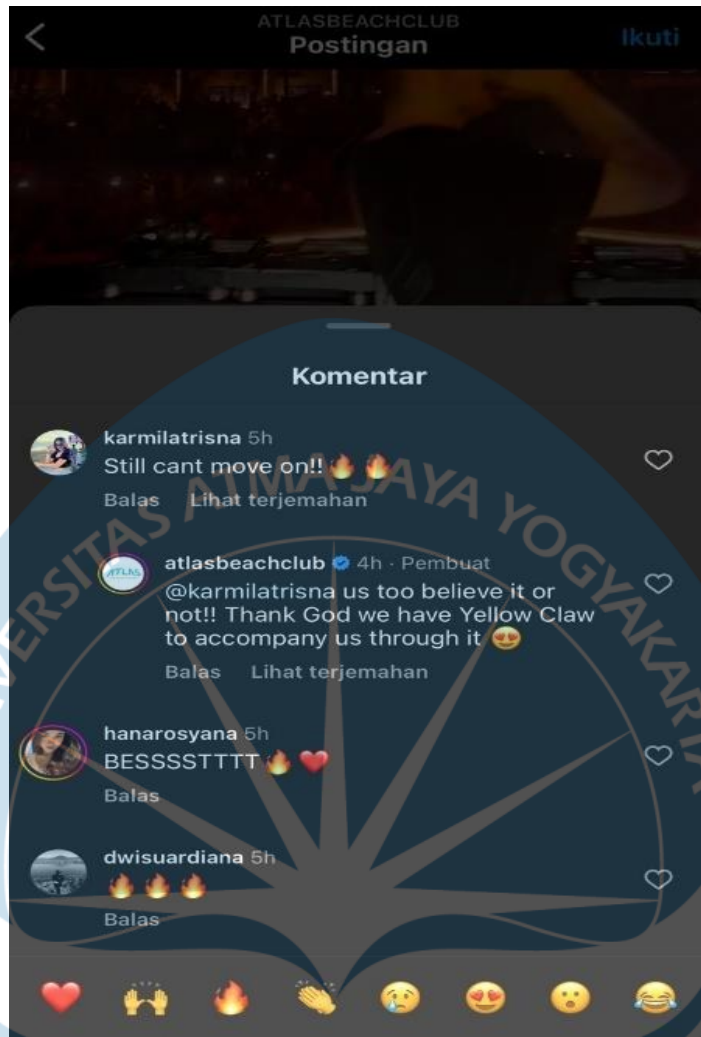 ATLASBEACHCLUB
Postingan
Ikuti
Komentar
karmilatrisna 5h
Still cant move on!!🔥🔥
Balas Lihat terjemahan
ATLAS
atlasbeachclub 4h · Pembuat
@karmilatrisna us too believe it or
not!! Thank God we have Yellow Claw
to accompany us through it 😍
Balas Lihat terjemahan
hanarosyana 5h
BESSSSTTTT🔥❤️
Balas
dwisuardiana 5h
🔥🔥🔥
Balas
❤️ 🙌 🔥 👏 😢 😍 😮 😂
ERSITAS ATMA JAYA YOGYAKARTA